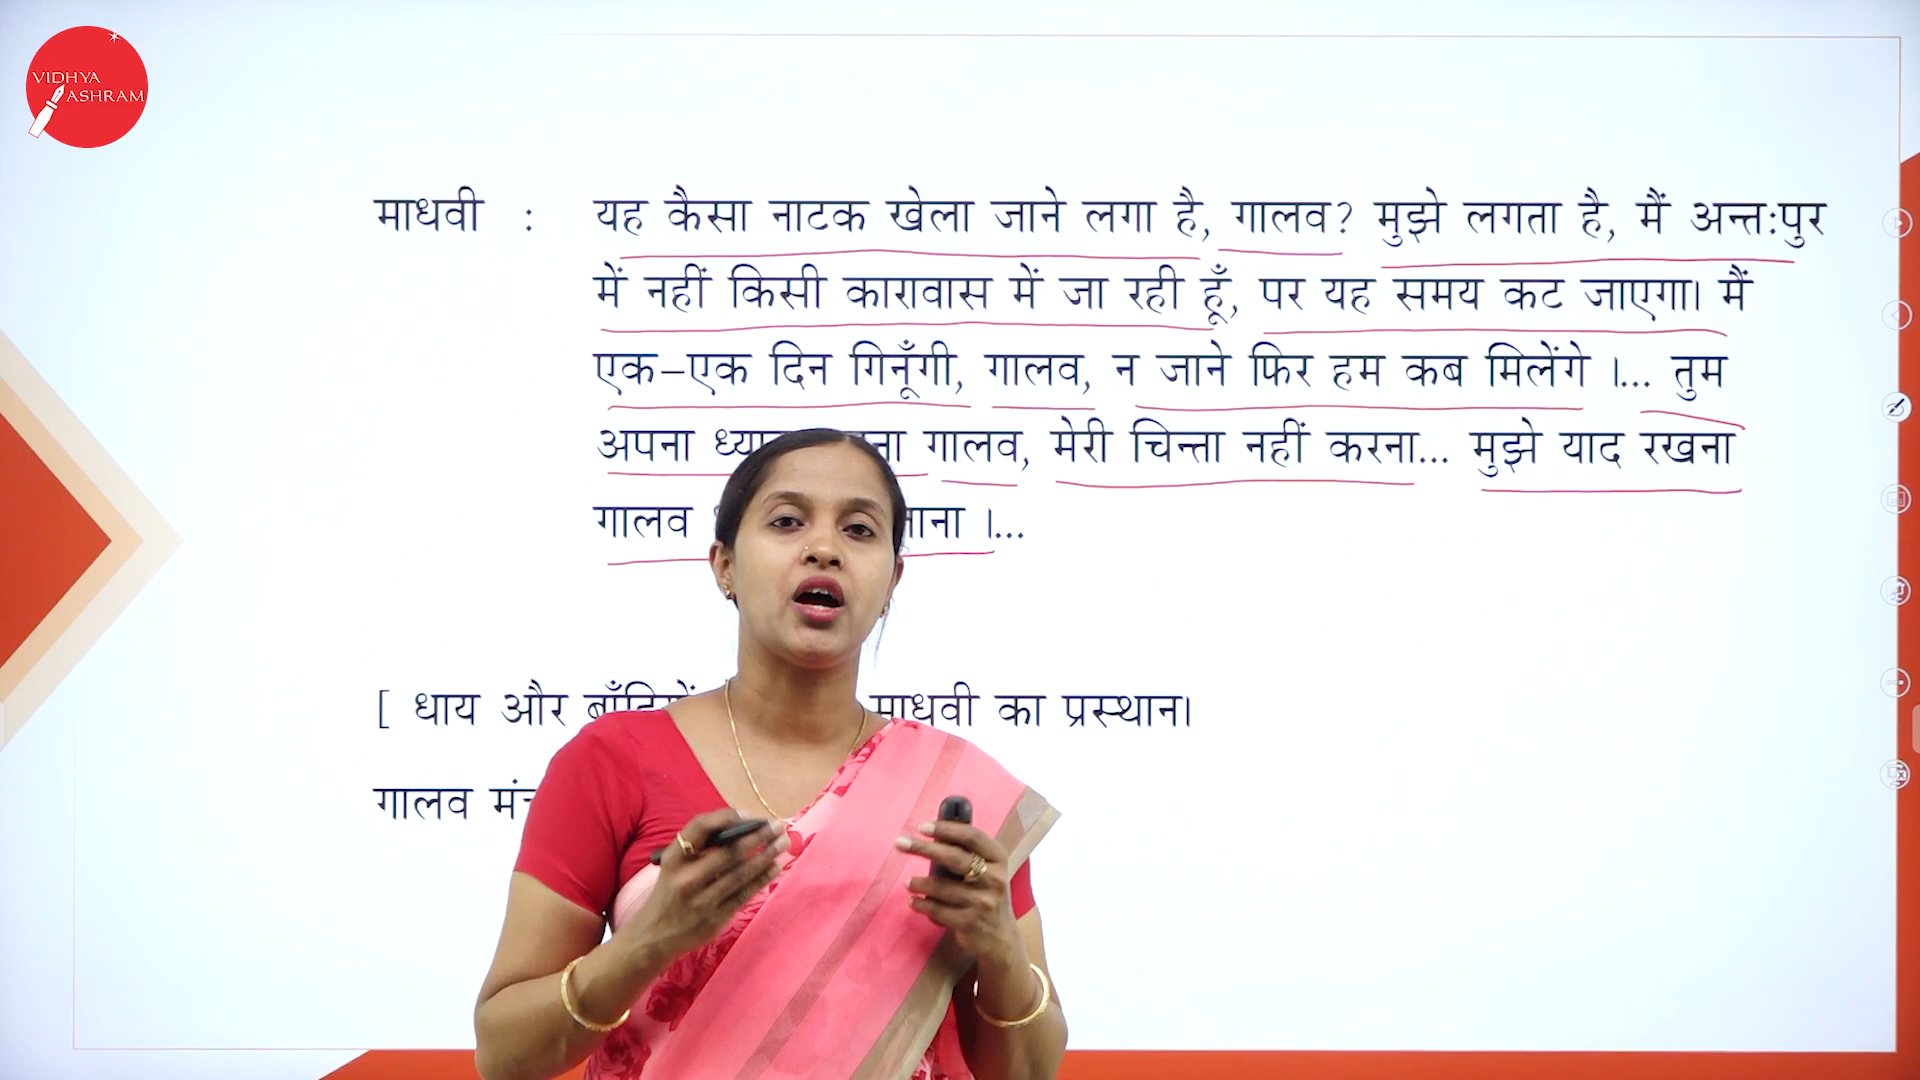 VIDHYA
ASHRAM
माधवी : यह कैसा नाटक खेला जाने लगा है, गालव? मुझे लगता है, मैं अन्तःपुर
में नहीं किसी कारावास में जा रही हूँ, पर यह समय कट जाएगा। मैं
एक–एक दिन गिनूँगी, गालव, न जाने फिर हम कब मिलेंगे ।... तुम
अपना गालव, मेरी चिन्ता नहीं करना... मुझे याद रखना
गालव ।...
[ धाय और माधवी का प्रस्थान।
गालव